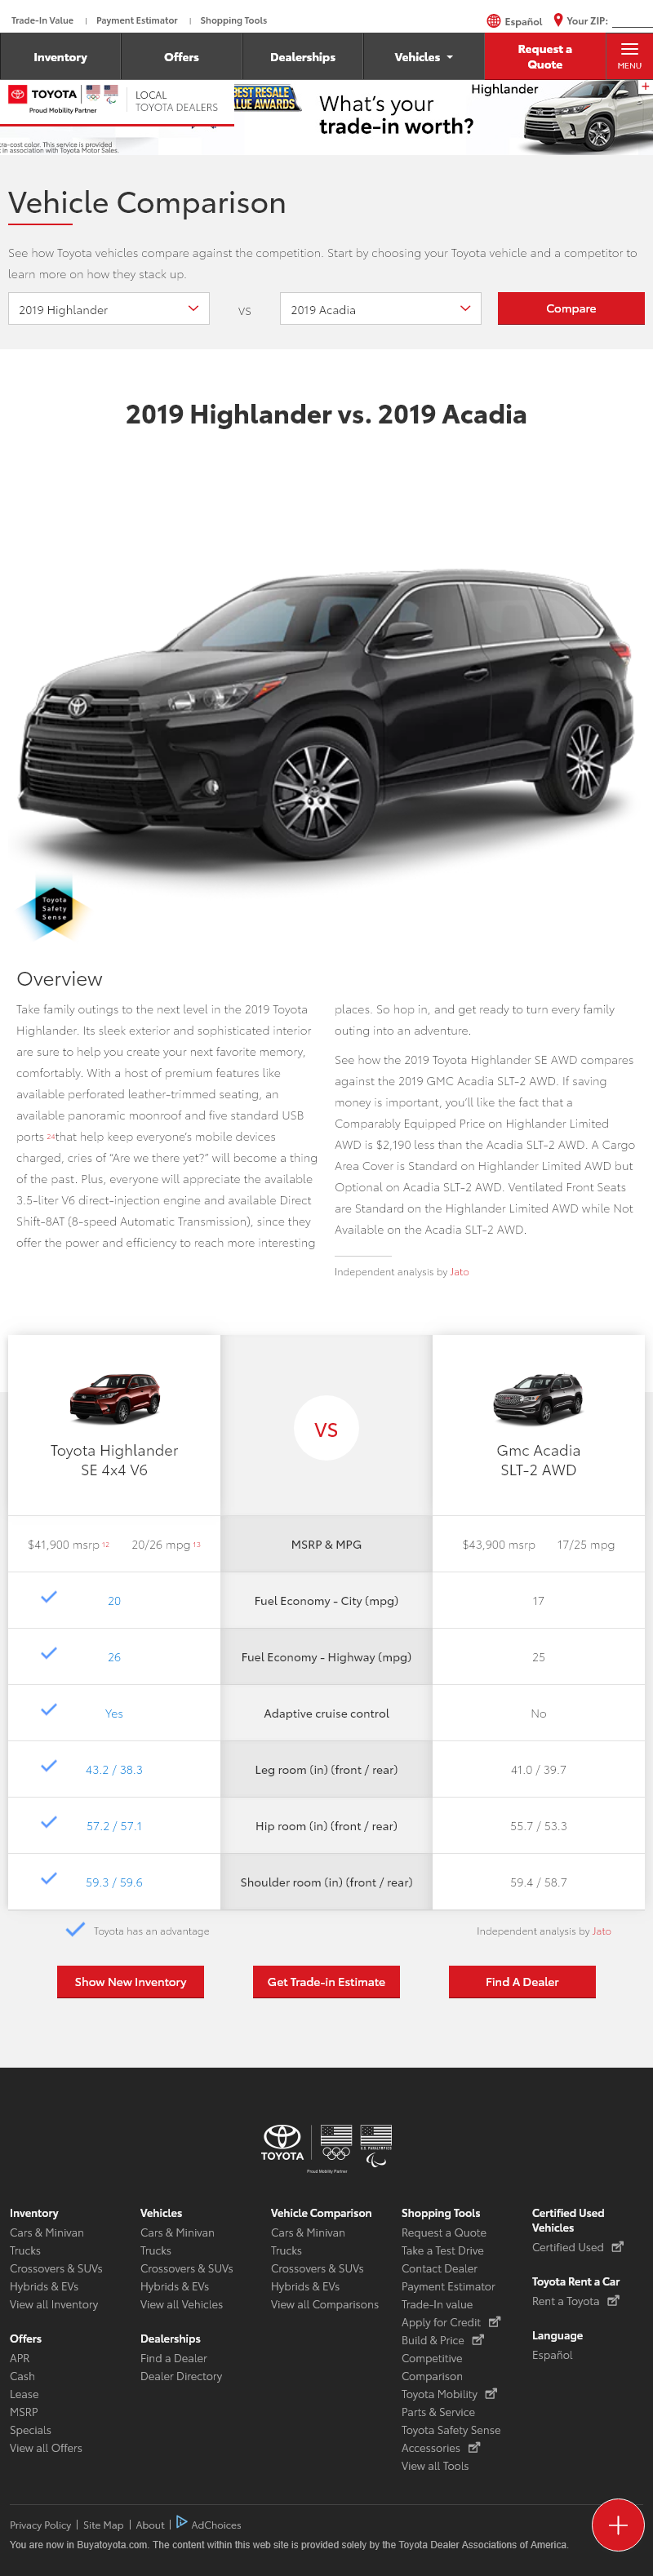 Trade-In Value | Payment Estimator | Shopping Tools
Español
Your ZIP:
Inventory
Offers
Dealerships
Vehicles
Request a
Quote
MENU
TOYOTA
Proud Mobility Partner
LOCAL
TOYOTA DEALERS
BEST RESALE
VALUE AWARDS
What's your
trade-in worth?
Highlander
tra-cost color. This service is provided
t in association with Toyota Motor Sales.
Vehicle Comparison
See how Toyota vehicles compare against the competition. Start by choosing your Toyota vehicle and a competitor to
learn more on how they stack up.
2019 Highlander
VS
2019 Acadia
Compare
2019 Highlander vs. 2019 Acadia
Toyota
Safety
Sense
Overview
Take family outings to the next level in the 2019 Toyota
Highlander. Its sleek exterior and sophisticated interior
are sure to help you create your next favorite memory,
comfortably. With a host of premium features like
available perforated leather-trimmed seating, an
available panoramic moonroof and five standard USB
ports 24that help keep everyone's mobile devices
charged, cries of “Are we there yet?” will become a thing
of the past. Plus, everyone will appreciate the available
3.5-liter V6 direct-injection engine and available Direct
Shift-8AT (8-speed Automatic Transmission), since they
offer the power and efficiency to reach more interesting
places. So hop in, and get ready to turn every family
outing into an adventure.
See how the 2019 Toyota Highlander SE AWD compares
against the 2019 GMC Acadia SLT-2 AWD. If saving
money is important, you'll like the fact that a
Comparably Equipped Price on Highlander Limited
AWD is $2,190 less than the Acadia SLT-2 AWD. A Cargo
Area Cover is Standard on Highlander Limited AWD but
Optional on Acadia SLT-2 AWD. Ventilated Front Seats
are Standard on the Highlander Limited AWD while Not
Available on the Acadia SLT-2 AWD.
Independent analysis by Jato
Toyota Highlander
SE 4x4 V6
VS
Gmc Acadia
SLT-2 AWD
$41,900 msrp 12 20/26 mpg 13
MSRP & MPG
$43,900 msrp 17/25 mpg
20
Fuel Economy - City (mpg)
17
26
Fuel Economy - Highway (mpg)
25
Yes
Adaptive cruise control
No
43.2 / 38.3
Leg room (in) (front / rear)
41.0 / 39.7
57.2 / 57.1
Hip room (in) (front / rear)
55.7 / 53.3
59.3 / 59.6
Shoulder room (in) (front / rear)
59.4 / 58.7
Toyota has an advantage
Independent analysis by Jato
Show New Inventory
Get Trade-in Estimate
Find A Dealer
TOYOTA
Proud Mobility Partner
Inventory
Cars & Minivan
Trucks
Crossovers & SUVs
Hybrids & EVs
View all Inventory
Offers
APR
Cash
Lease
MSRP
Specials
View all Offers
Vehicles
Cars & Minivan
Trucks
Crossovers & SUVs
Hybrids & EVs
View all Vehicles
Dealerships
Find a Dealer
Dealer Directory
Vehicle Comparison
Cars & Minivan
Trucks
Crossovers & SUVs
Hybrids & EVs
View all Comparisons
Shopping Tools
Request a Quote
Take a Test Drive
Contact Dealer
Payment Estimator
Trade-In value
Apply for Credit
Build & Price
Competitive
Comparison
Toyota Mobility
Parts & Service
Toyota Safety Sense
Accessories
View all Tools
Certified Used
Vehicles
Certified Used
Toyota Rent a Car
Rent a Toyota
Language
Español
Privacy Policy | Site Map | About | AdChoices
You are now in Buyatoyota.com. The content within this web site is provided solely by the Toyota Dealer Associations of America.